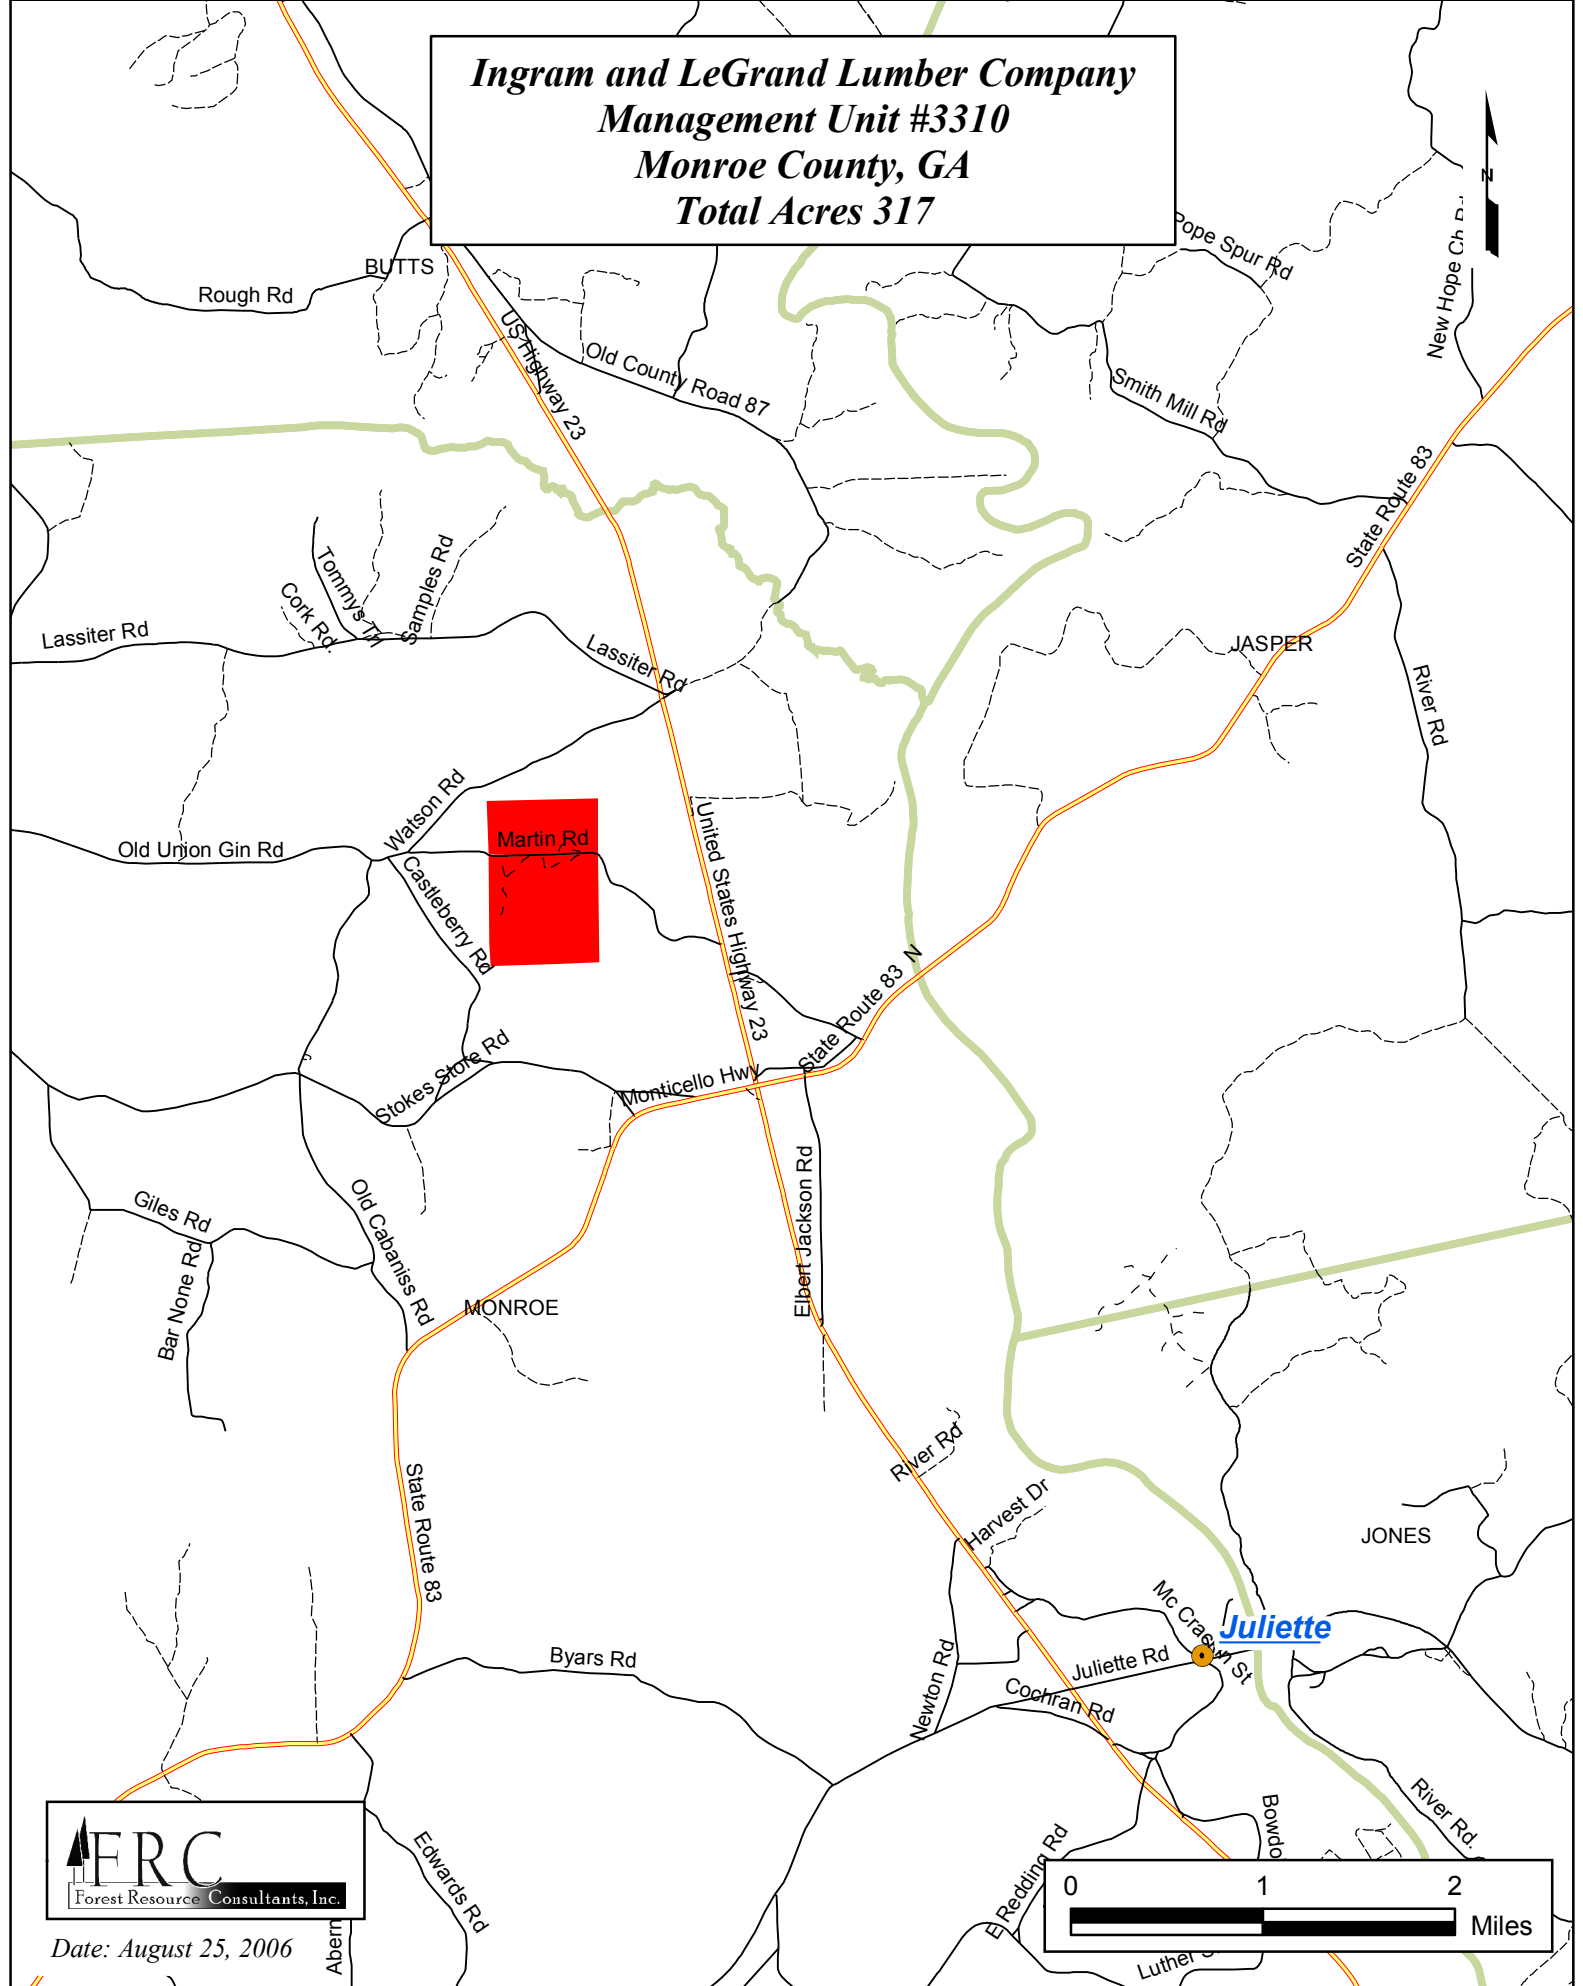 Ingram and LeGrand Lumber Company
Management Unit #3310
Monroe County, GA
Total Acres 317
N
Pope Spur Rd
New Hope Ch Rd
BUTTS
Rough Rd
US Highway 23
Old County Road 87
Smith Mill Rd
State Route 83
Tommys Trl
Samples Rd
Cork Rd.
Lassiter Rd
Lassiter Rd
JASPER
River Rd
Watson Rd
Martin Rd
Old Union Gin Rd
Castleberry Rd
United States Highway 23
State Route 83 N
Stokes Store Rd
Monticello Hwy
Elbert Jackson Rd
Giles Rd
Old Cabaniss Rd
Bar None Rd
MONROE
State Route 83
River Rd
Harvest Dr
JONES
Mc Crackin St
Juliette
Byars Rd
Newton Rd
Juliette Rd
Cochran Rd
River Rd.
Bowdo
Edwards Rd
E Redding Rd
Luther S
Abern
FRC
Forest Resource Consultants, Inc.
Date: August 25, 2006
0 1 2
Miles